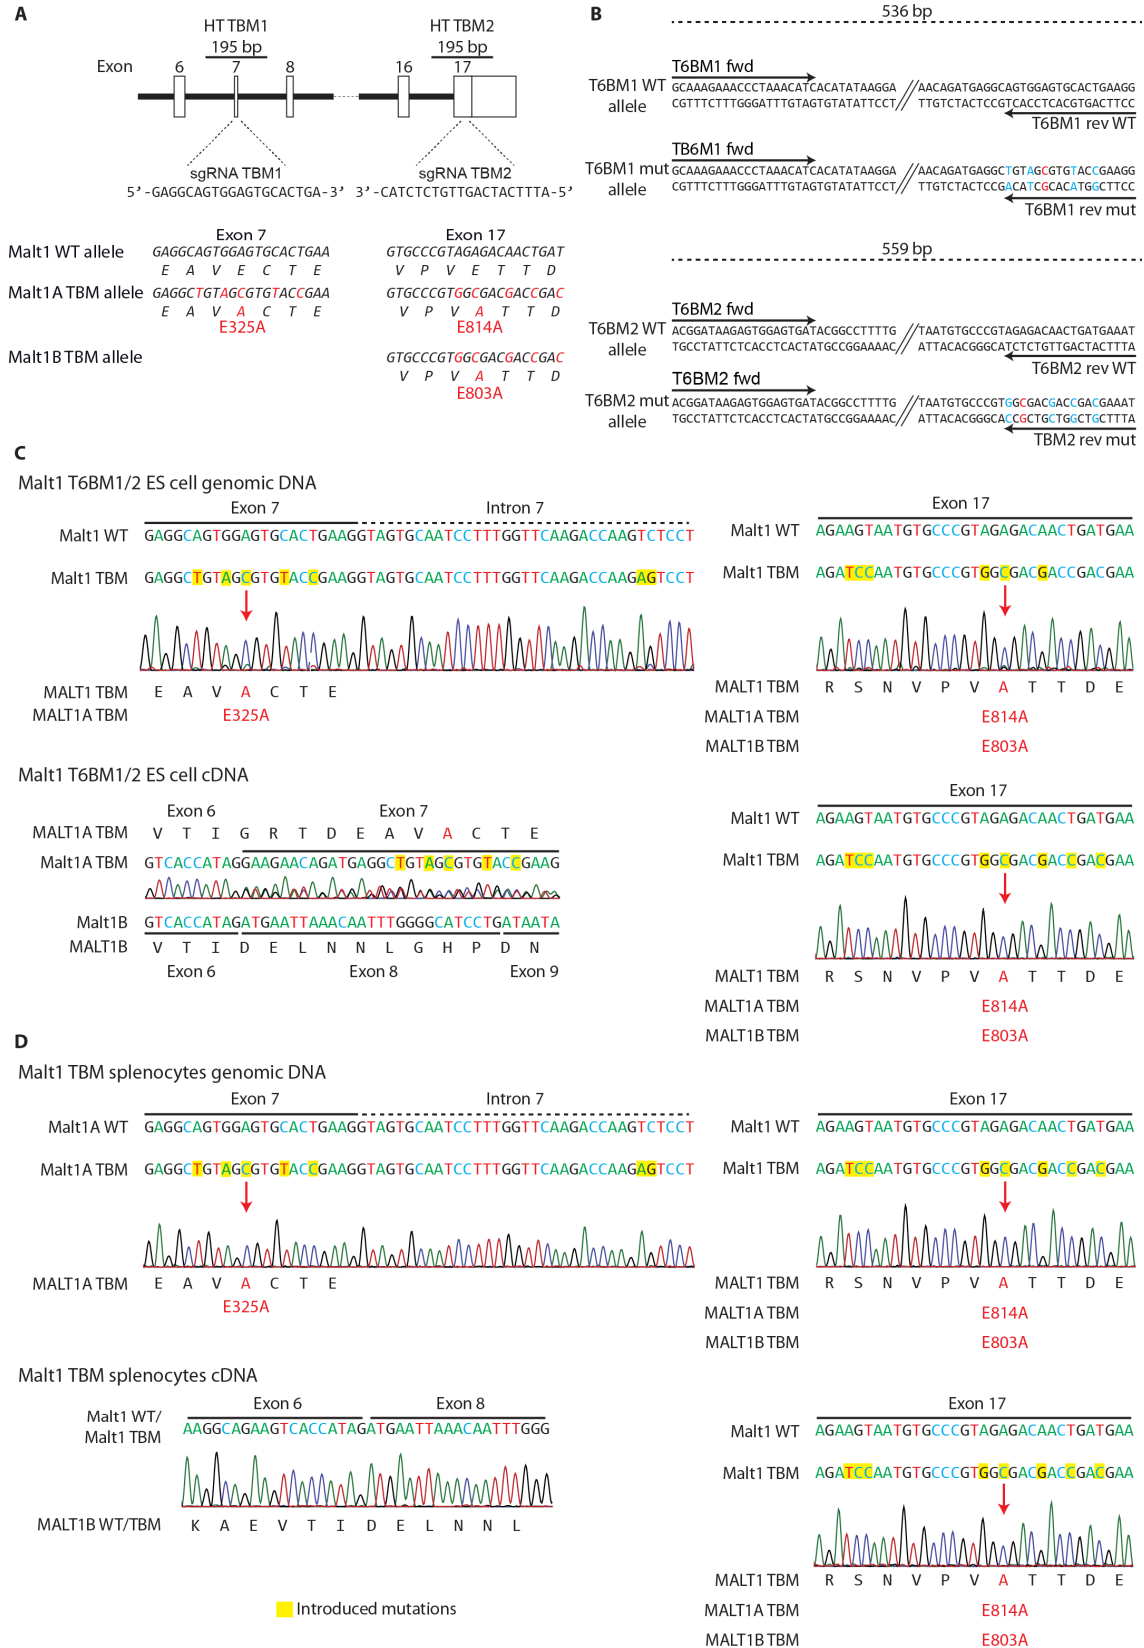 A
HT TBM1
195 bp
HT TBM2
195 bp
Exon 6 7 8 16 17
sgRNA TBM1
5’-GAGGCAGTGGAGTGCACTGA-3’
sgRNA TBM2
3’-CATCTCTGTTGACTACTTTA-5’
Exon 7 Exon 17
Malt1 WT allele GAGGCAGTGGAGTGCACTGAA GTGCCCGTAGAGACAACTGAT
E A V E C T E V P V E T T D
Malt1A TBM allele GAGGCTGTAGCGTGTACCGAA GTGCCCGTGGCGACGACCGAC
E A V A C T E V P V A T T D
E325A E814A
Malt1B TBM allele GTGCCCGTGGCGACGACCGAC
V P V A T T D
E803A
B
536 bp
T6BM1 fwd
T6BM1 WT allele
GCAAAGAAACCCTAAACATCACATATAAGGA // AACAGATGAGGCAGTGGAGTGCACTGAAGG
CGTTTCTTTGGGATTTGTAGTGTATATTCCT // TTGTCTACTCCGTCACCTCACGTGACTTCC
T6BM1 rev WT
TB6M1 fwd
T6BM1 mut allele
GCAAAGAAACCCTAAACATCACATATAAGGA // AACAGATGAGGCTGTAGCGTGTACCGAAGG
CGTTTCTTTGGGATTTGTAGTGTATATTCCT // TTGTCTACTCCGACATCGCACATGGCTTCC
T6BM1 rev mut
559 bp
T6BM2 fwd
T6BM2 WT allele
ACGGATAAGAGTGGAGTGATACGGCCTTTTG // TAATGTGCCCGTAGAGACAACTGATGAAAT
TGCCTATTCTCACCTCACTATGCCGGAAAAC // ATTACACGGGCATCTCTGTTGACTACTTTA
T6BM2 rev WT
T6BM2 fwd
T6BM2 mut allele
ACGGATAAGAGTGGAGTGATACGGCCTTTTG // TAATGTGCCCGTGGCGACGACCGACGAAAT
TGCCTATTCTCACCTCACTATGCCGGAAAAC // ATTACACGGGCACCGCTGCTGGCTGCTTTA
TBM2 rev mut
C
Malt1 T6BM1/2 ES cell genomic DNA
Exon 7 Intron 7
Malt1 WT GAGGCAGTGGAGTGCACTGAAGGTAGTGCAATCCTTTGGTTCAAGACCAAGTCTCCT
Malt1 TBM GAGGCTGTAGCGTGTACCGAAGGTAGTGCAATCCTTTGGTTCAAGACCAAGAGTCCT
MALT1 TBM E A V A C T E
MALT1A TBM E325A
Exon 17
Malt1 WT AGAAGTAATGTGCCCGTAGAGACAACTGATGAA
Malt1 TBM AGATCCAATGTGCCCGTGGCGACGACCGACGAA
MALT1 TBM R S N V P V A T T D E
MALT1A TBM E814A
MALT1B TBM E803A
Malt1 T6BM1/2 ES cell cDNA
Exon 6 Exon 7
MALT1A TBM V T I G R T D E A V A C T E
Malt1A TBM GTCACCATAGGAAGAACAGATGAGGCTGTAGCGTGTACCGAAG
Malt1B GTCACCATAGATGAATTAAACAATTTGGGGCATCCTGATAATA
MALT1B V T I D E L N N L G H P D N
Exon 6 Exon 8 Exon 9
Exon 17
Malt1 WT AGAAGTAATGTGCCCGTAGAGACAACTGATGAA
Malt1 TBM AGATCCAATGTGCCCGTGGCGACGACCGACGAA
MALT1 TBM R S N V P V A T T D E
MALT1A TBM E814A
MALT1B TBM E803A
D
Malt1 TBM splenocytes genomic DNA
Exon 7 Intron 7
Malt1A WT GAGGCAGTGGAGTGCACTGAAGGTAGTGCAATCCTTTGGTTCAAGACCAAGTCTCCT
Malt1A TBM GAGGCTGTAGCGTGTACCGAAGGTAGTGCAATCCTTTGGTTCAAGACCAAGAGTCCT
MALT1A TBM E A V A C T E
E325A
Exon 17
Malt1 WT AGAAGTAATGTGCCCGTAGAGACAACTGATGAA
Malt1 TBM AGATCCAATGTGCCCGTGGCGACGACCGACGAA
MALT1 TBM R S N V P V A T T D E
MALT1A TBM E814A
MALT1B TBM E803A
Malt1 TBM splenocytes cDNA
Exon 6 Exon 8
Malt1 WT/ Malt1 TBM
AAGGCAGAAGTCACCATAGATGAATTAAACAATTTGGG
MALT1B WT/TBM K A E V T I D E L N N L
Exon 17
Malt1 WT AGAAGTAATGTGCCCGTAGAGACAACTGATGAA
Malt1 TBM AGATCCAATGTGCCCGTGGCGACGACCGACGAA
MALT1 TBM R S N V P V A T T D E
MALT1A TBM E814A
MALT1B TBM E803A
Introduced mutations